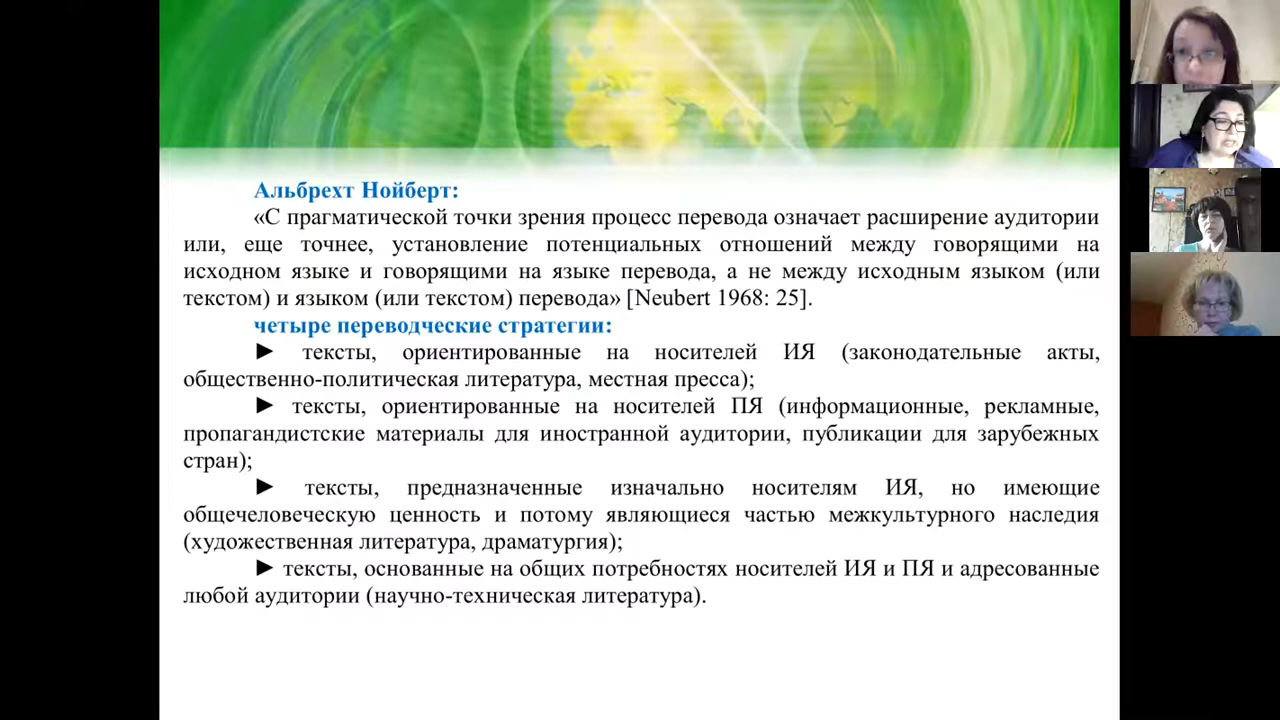 Альбрехт Нойберт:
«С прагматической точки зрения процесс перевода означает расширение аудитории
или, еще точнее, установление потенциальных отношений между говорящими на
исходном языке и говорящими на языке перевода, а не между исходным языком (или
текстом) и языком (или текстом) перевода» [Neubert 1968: 25].
четыре переводческие стратегии:
► тексты, ориентированные на носителей ИЯ (законодательные акты,
общественно-политическая литература, местная пресса);
► тексты, ориентированные на носителей ПЯ (информационные, рекламные,
пропагандистские материалы для иностранной аудитории, публикации для зарубежных
стран);
► тексты, предназначенные изначально носителям ИЯ, но имеющие
общечеловеческую ценность и потому являющиеся частью межкультурного наследия
(художественная литература, драматургия);
► тексты, основанные на общих потребностях носителей ИЯ и ПЯ и адресованные
любой аудитории (научно-техническая литература).